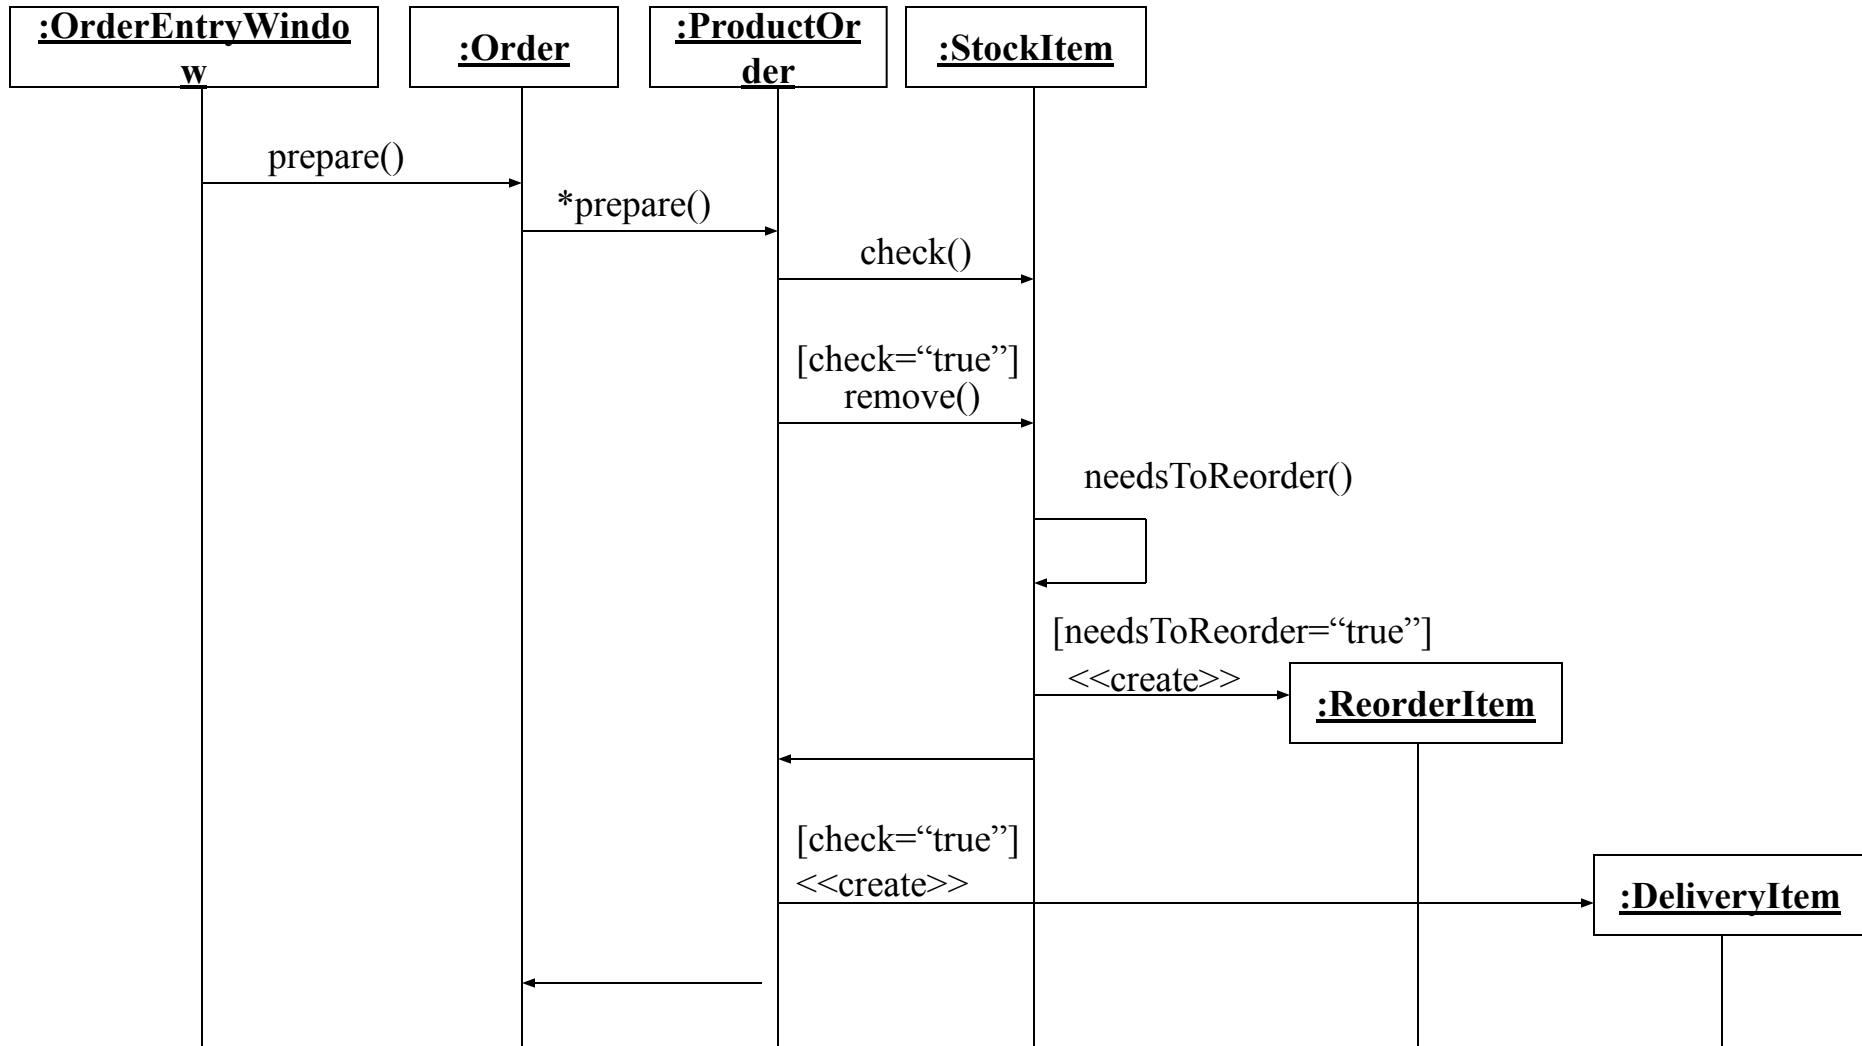 :OrderEntryWindo
w
:Order
:ProductOr
der
:StockItem
prepare()
*prepare()
check()
[check=“true”]
remove()
needsToReorder()
[needsToReorder=“true”]
<<create>>
:ReorderItem
[check=“true”]
<<create>>
:DeliveryItem